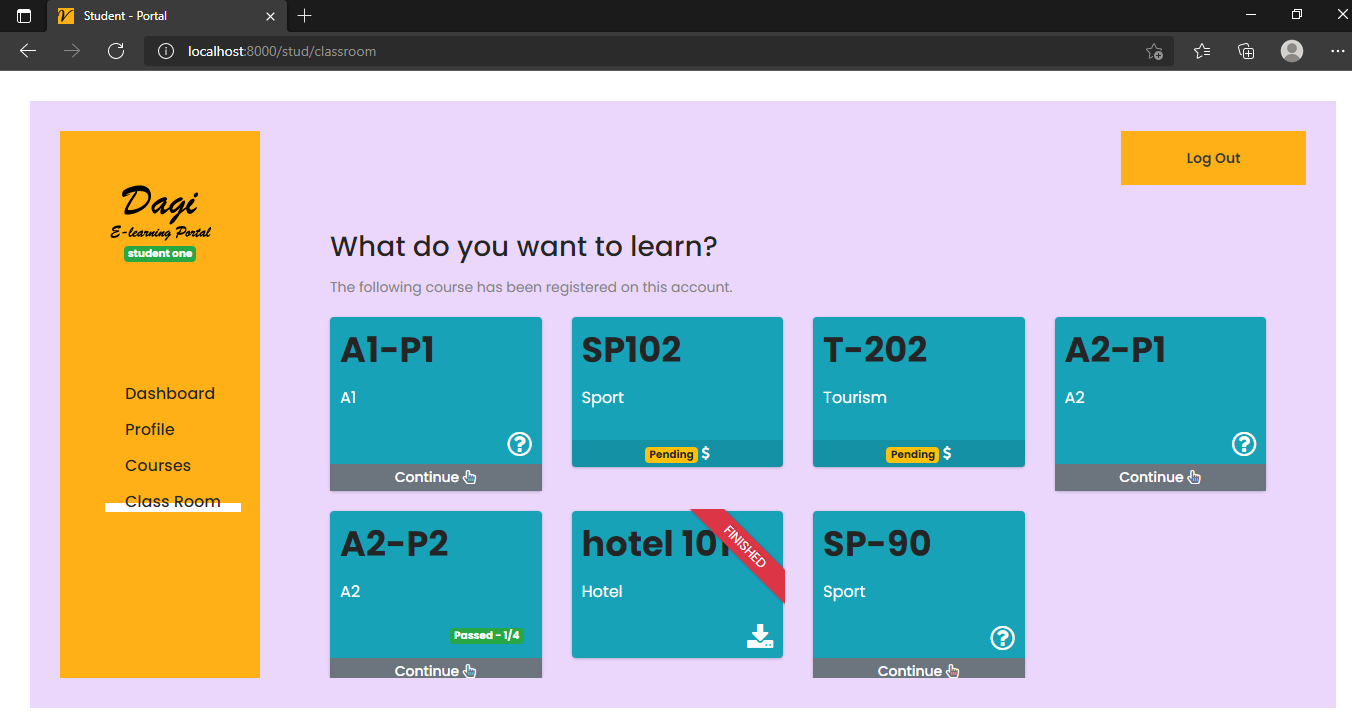 Student - Portal
localhost:8000/stud/classroom
Log Out
Dagi
E-learning Portal
student one
Dashboard
Profile
Courses
Class Room
What do you want to learn?
The following course has been registered on this account.
A1-P1
A1
Continue
SP102
Sport
Pending $
T-202
Tourism
Pending $
A2-P1
A2
Continue
A2-P2
A2
Passed - 1/4
Continue
hotel 101
FINISHED
Hotel
SP-90
Sport
Continue